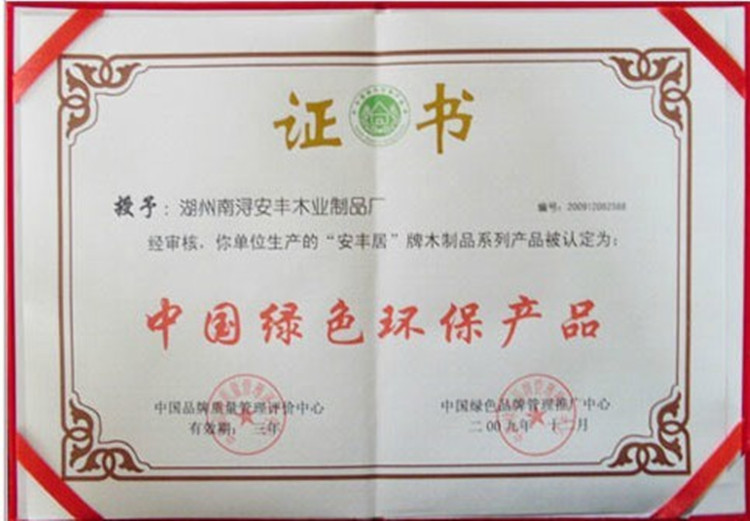 证书
授予：湖州南浔安丰木业制品厂
编号：200912082588
经审核，你单位生产的“安丰居”牌木制品系列产品被认定为：
中国绿色环保产品
中国品牌质量管理评价中心
有效期：三年
中国绿色品牌管理推广中心
二00九年十二月